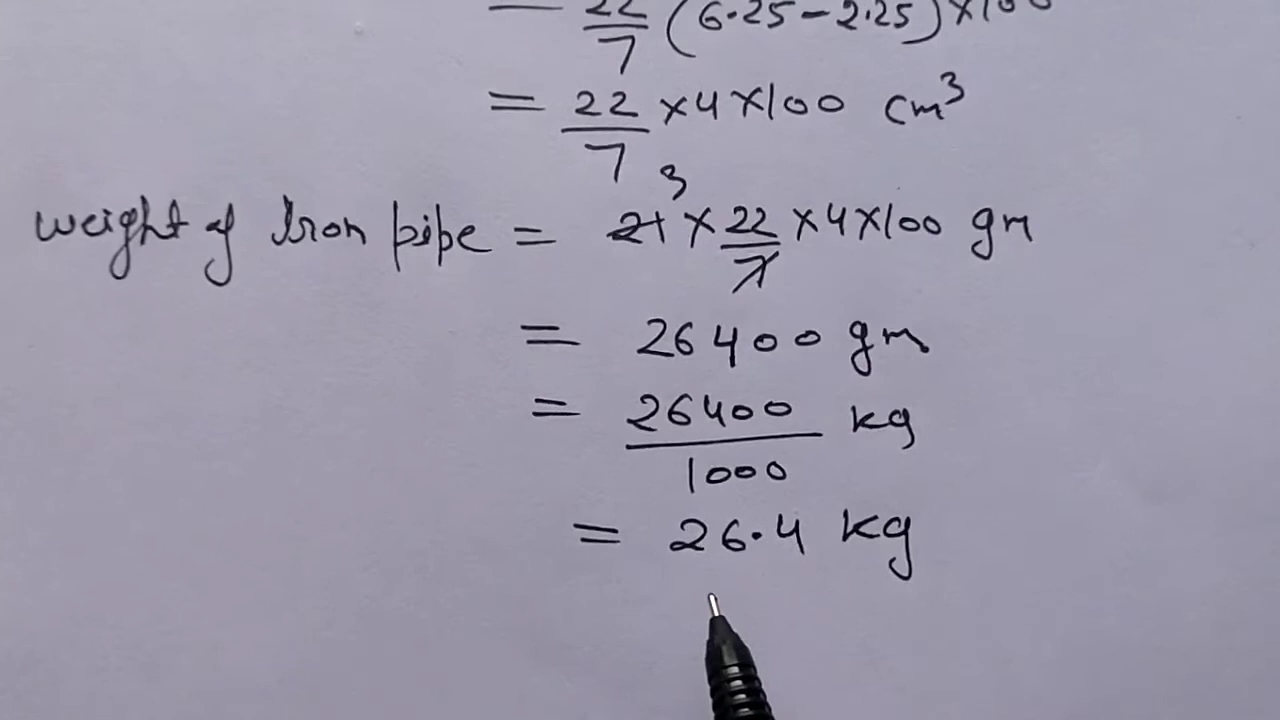 = 22/7 (6.25-2.25)×100
= 22/7 ×4×100 cm³
3
weight of Iron pipe = 21 × 22/7 ×4×100 gm
= 26400 gm
= 26400/1000 kg
= 26.4 kg